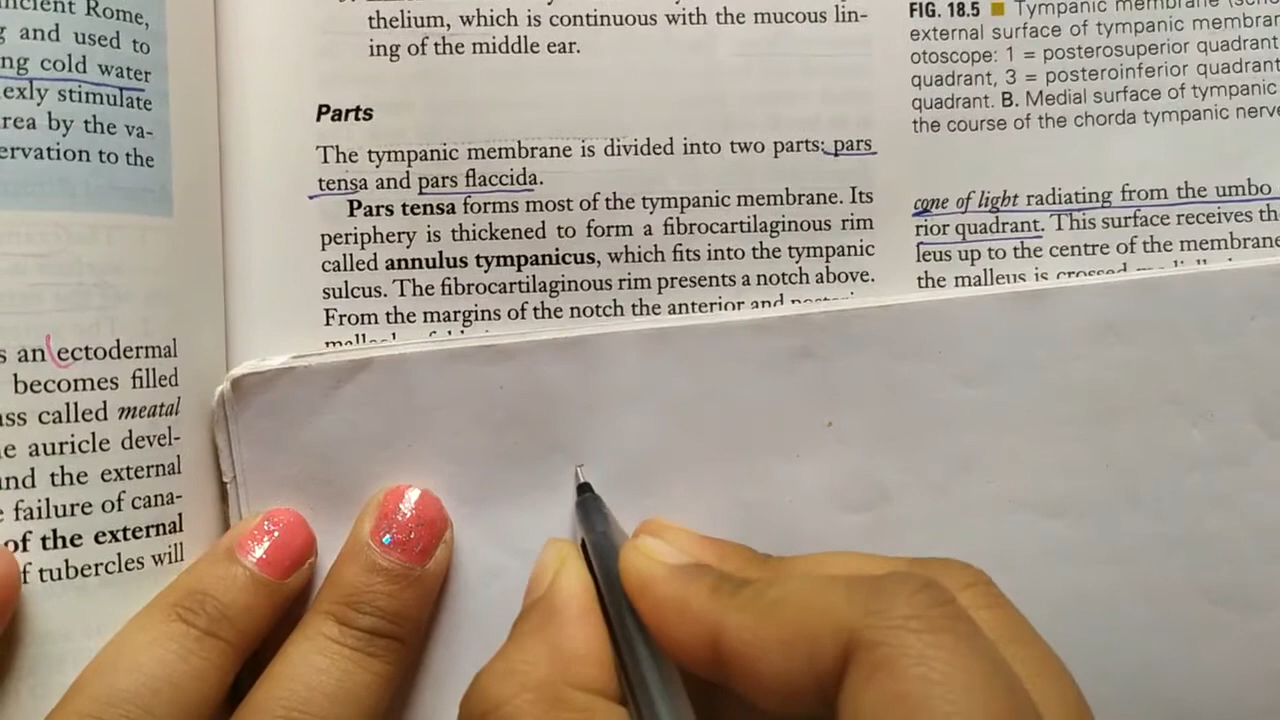 ncient Rome,
g and used to
ng cold water
exly stimulate
rea by the va-
ervation to the
s an ectodermal
becomes filled
ass called meatal
e auricle devel-
and the external
e failure of cana-
of the external
f tubercles will
thelium, which is continuous with the mucous lin-
ing of the middle ear.
Parts
The tympanic membrane is divided into two parts: pars
tensa and pars flaccida.
Pars tensa forms most of the tympanic membrane. Its
periphery is thickened to form a fibrocartilaginous rim
called annulus tympanicus, which fits into the tympanic
sulcus. The fibrocartilaginous rim presents a notch above.
From the margins of the notch the anterior and
FIG. 18.5 Tympanic membrane
external surface of tympanic membran
otoscope: 1 = posterosuperior quadrant
quadrant, 3 = posteroinferior quadrant
quadrant. B. Medial surface of tympanic
the course of the chorda tympanic nerve
cone of light radiating from the umbo
rior quadrant. This surface receives th
leus up to the centre of the membrane
the malleus is crossed